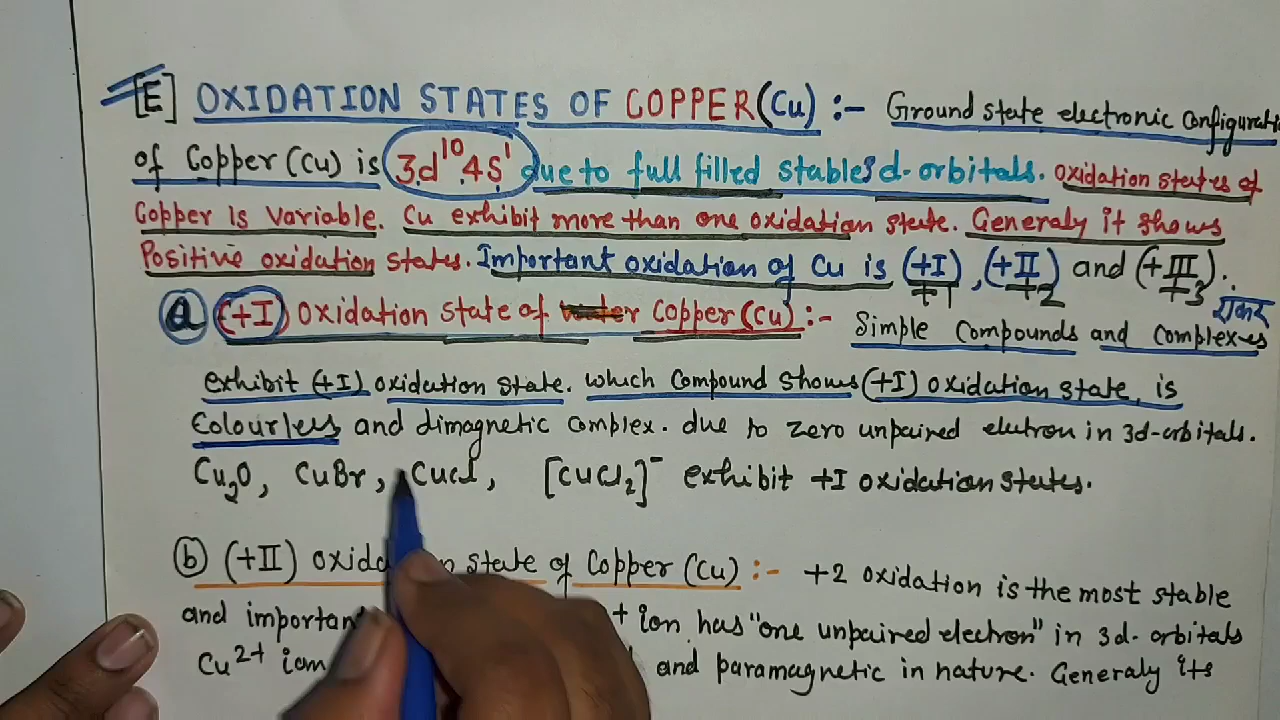 [E] OXIDATION STATES OF COPPER (Cu) :- Ground state electronic configurati
of Copper (Cu) is 3d¹⁰4s¹ due to full filled stable 3d-orbitals. oxidation states of
Copper is variable. Cu exhibit more than one oxidation state. Generaly it shows
Positive oxidation states. Important oxidation of Cu is (+I), (+II) and (+III).
+1 +2 +3
(a) (+I) Oxidation state of Copper (Cu) :- Simple compounds and complex-es
exhibit (+I) oxidation state. which compound shows (+I) oxidation state, is
Colourless and dimagnetic complex. due to zero unpaired electron in 3d-orbitals.
Cu₂O, CuBr, CuCl, [CuCl₂]⁻ exhibit +I oxidation states.
(b) (+II) oxida n state of Copper (Cu) :- +2 oxidation is the most stable
and importan + ion has "one unpaired electron" in 3d-orbitals
Cu²⁺ ion and paramagnetic in nature. Generaly its